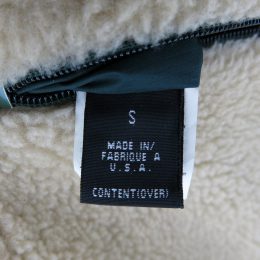 S
MADE IN/
FABRIQUE A
U.S.A.
CONTENT(OVER)